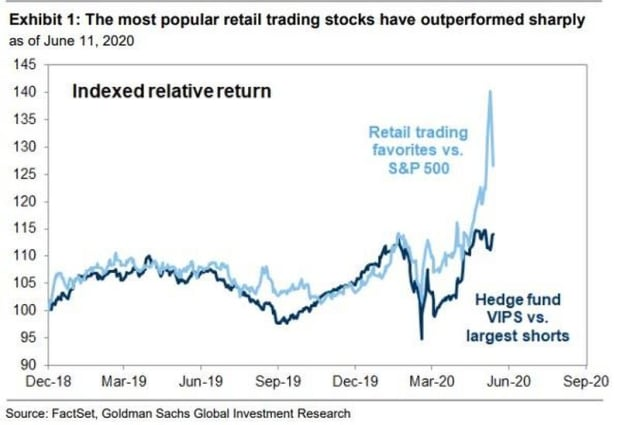 Exhibit 1: The most popular retail trading stocks have outperformed sharply
as of June 11, 2020
145
140
135
130
125
120
115
110
105
100
95
90
Indexed relative return
Retail trading
favorites vs.
S&P 500
Hedge fund
VIPS vs.
largest shorts
Dec-18 Mar-19 Jun-19 Sep-19 Dec-19 Mar-20 Jun-20 Sep-20
Source: FactSet, Goldman Sachs Global Investment Research